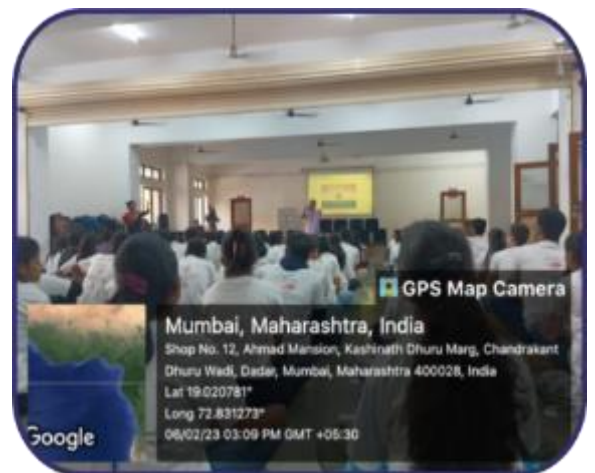 GPS Map Camera
Mumbai, Maharashtra, India
Shop No. 12, Ahmad Mansion, Kashinath Dhuru Marg, Chandrakant
Dhuru Wadi, Dadar, Mumbai, Maharashtra 400028, India
Lat 19.020781°
Long 72.831273°
06/02/23 03:09 PM GMT +05:30
Google